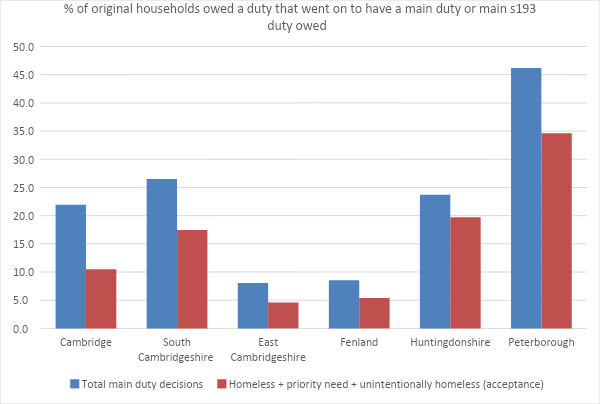 % of original households owed a duty that went on to have a main duty or main s193
duty owed
50.0
45.0
40.0
35.0
30.0
25.0
20.0
15.0
10.0
5.0
0.0
Cambridge
South
Cambridgeshire
East
Cambridgeshire
Fenland
Huntingdonshire
Peterborough
Total main duty decisions
Homeless + priority need + unintentionally homeless (acceptance)